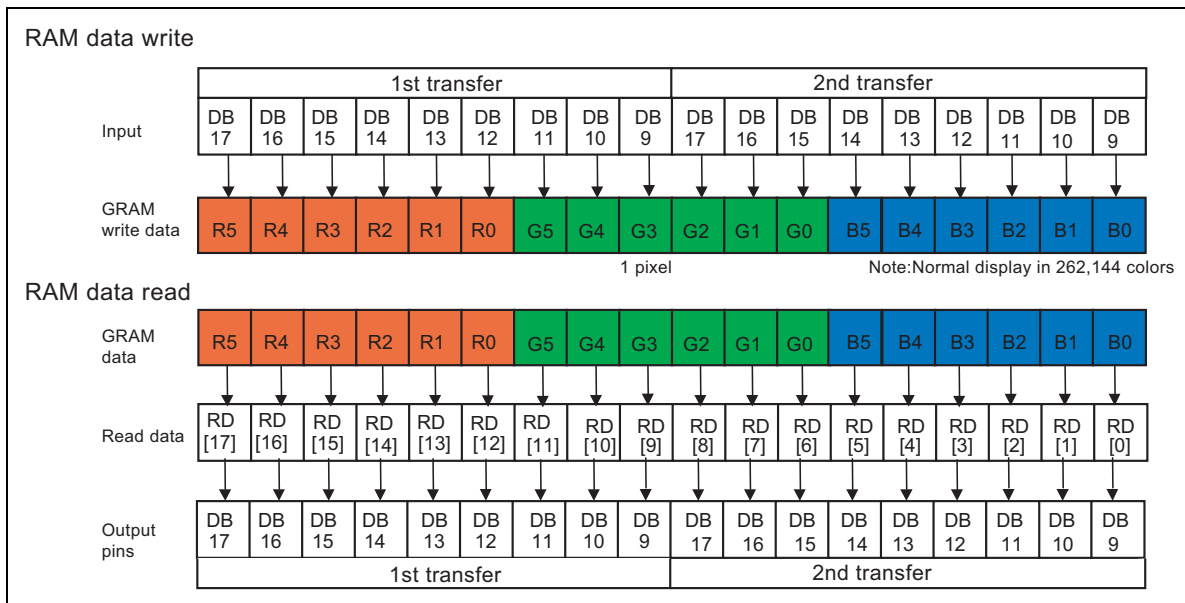 RAM data write
1st transfer 2nd transfer
Input
DB 17 DB 16 DB 15 DB 14 DB 13 DB 12 DB 11 DB 10 DB 9 DB 17 DB 16 DB 15 DB 14 DB 13 DB 12 DB 11 DB 10 DB 9
GRAM
write data
R5 R4 R3 R2 R1 R0 G5 G4 G3 G2 G1 G0 B5 B4 B3 B2 B1 B0
1 pixel Note:Normal display in 262,144 colors
RAM data read
GRAM
data
R5 R4 R3 R2 R1 R0 G5 G4 G3 G2 G1 G0 B5 B4 B3 B2 B1 B0
Read data
RD [17] RD [16] RD [15] RD [14] RD [13] RD [12] RD [11] RD [10] RD [9] RD [8] RD [7] RD [6] RD [5] RD [4] RD [3] RD [2] RD [1] RD [0]
Output
pins
DB 17 DB 16 DB 15 DB 14 DB 13 DB 12 DB 11 DB 10 DB 9 DB 17 DB 16 DB 15 DB 14 DB 13 DB 12 DB 11 DB 10 DB 9
1st transfer 2nd transfer